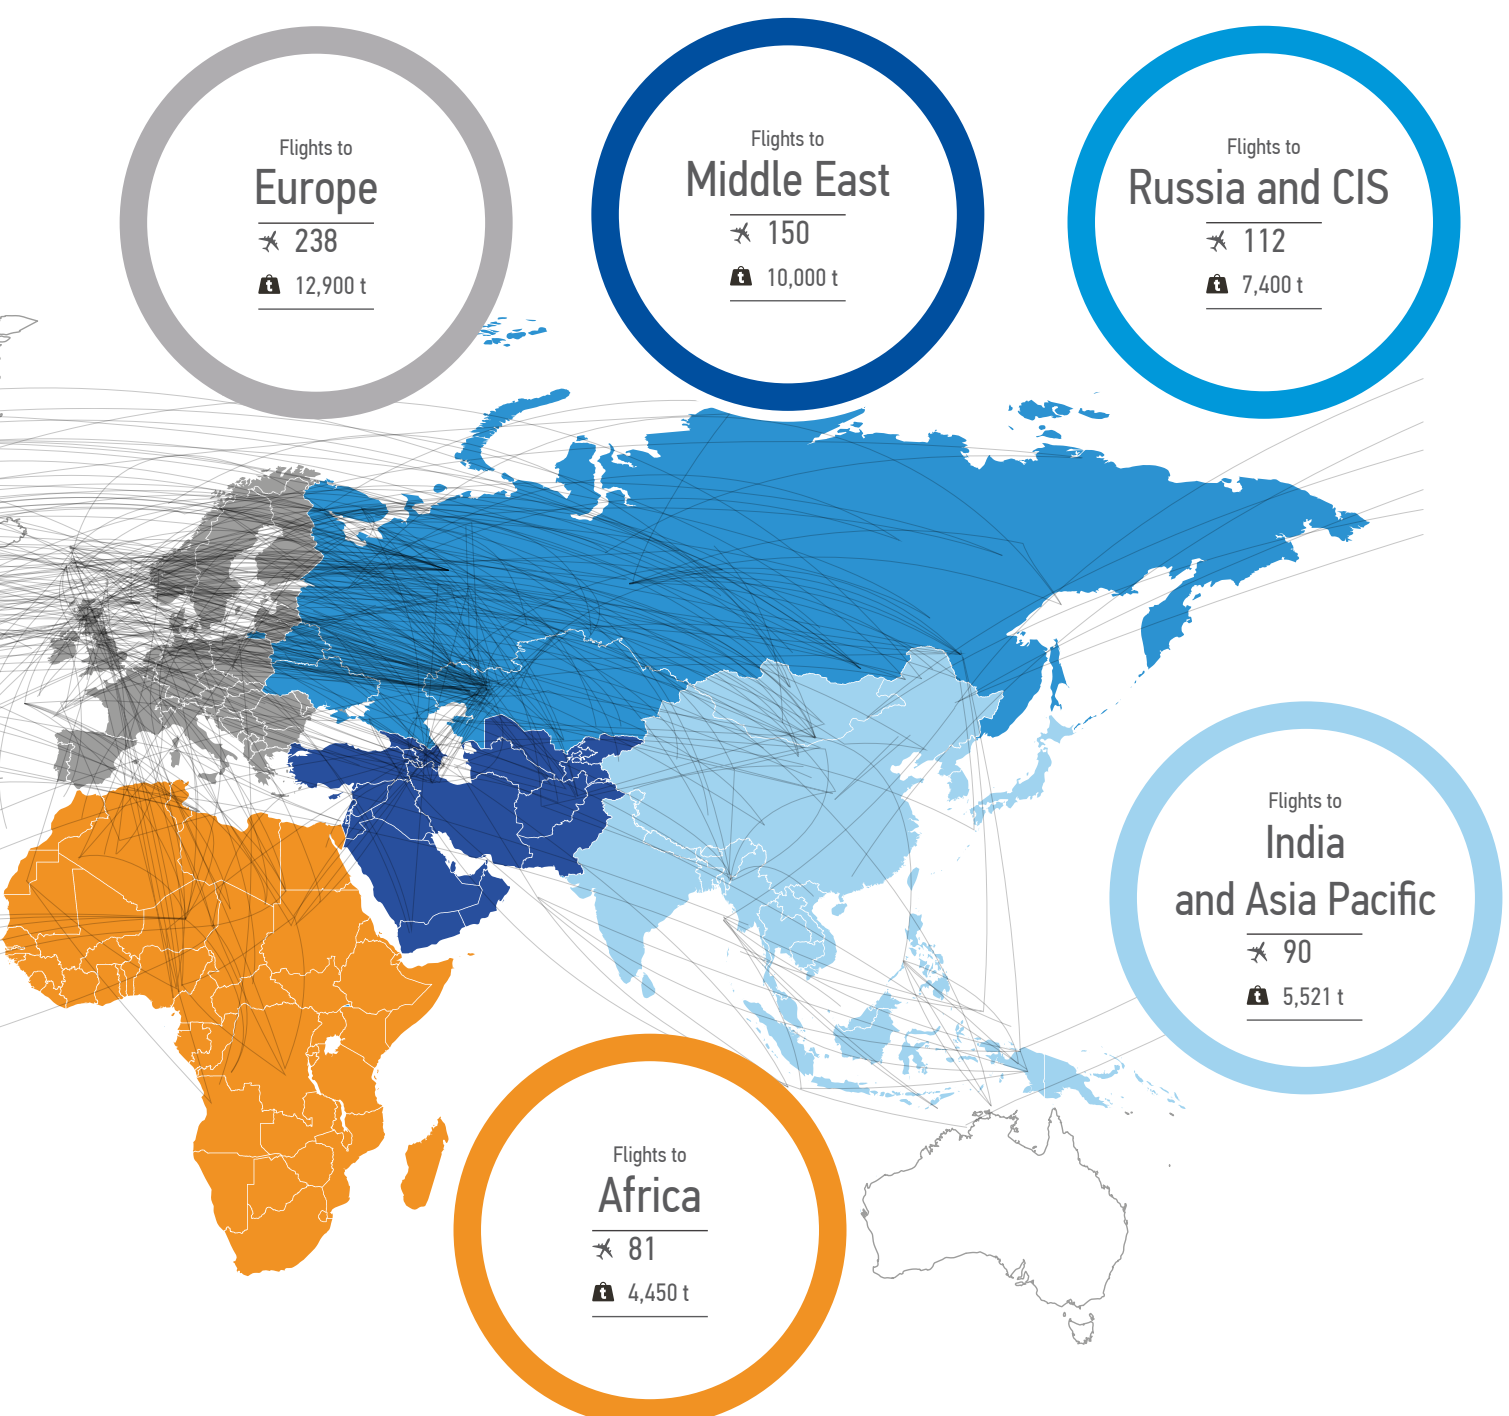 Flights to
Europe
238
12,900 t
Flights to
Middle East
150
10,000 t
Flights to
Russia and CIS
112
7,400 t
Flights to
India
and Asia Pacific
90
5,521 t
Flights to
Africa
81
4,450 t